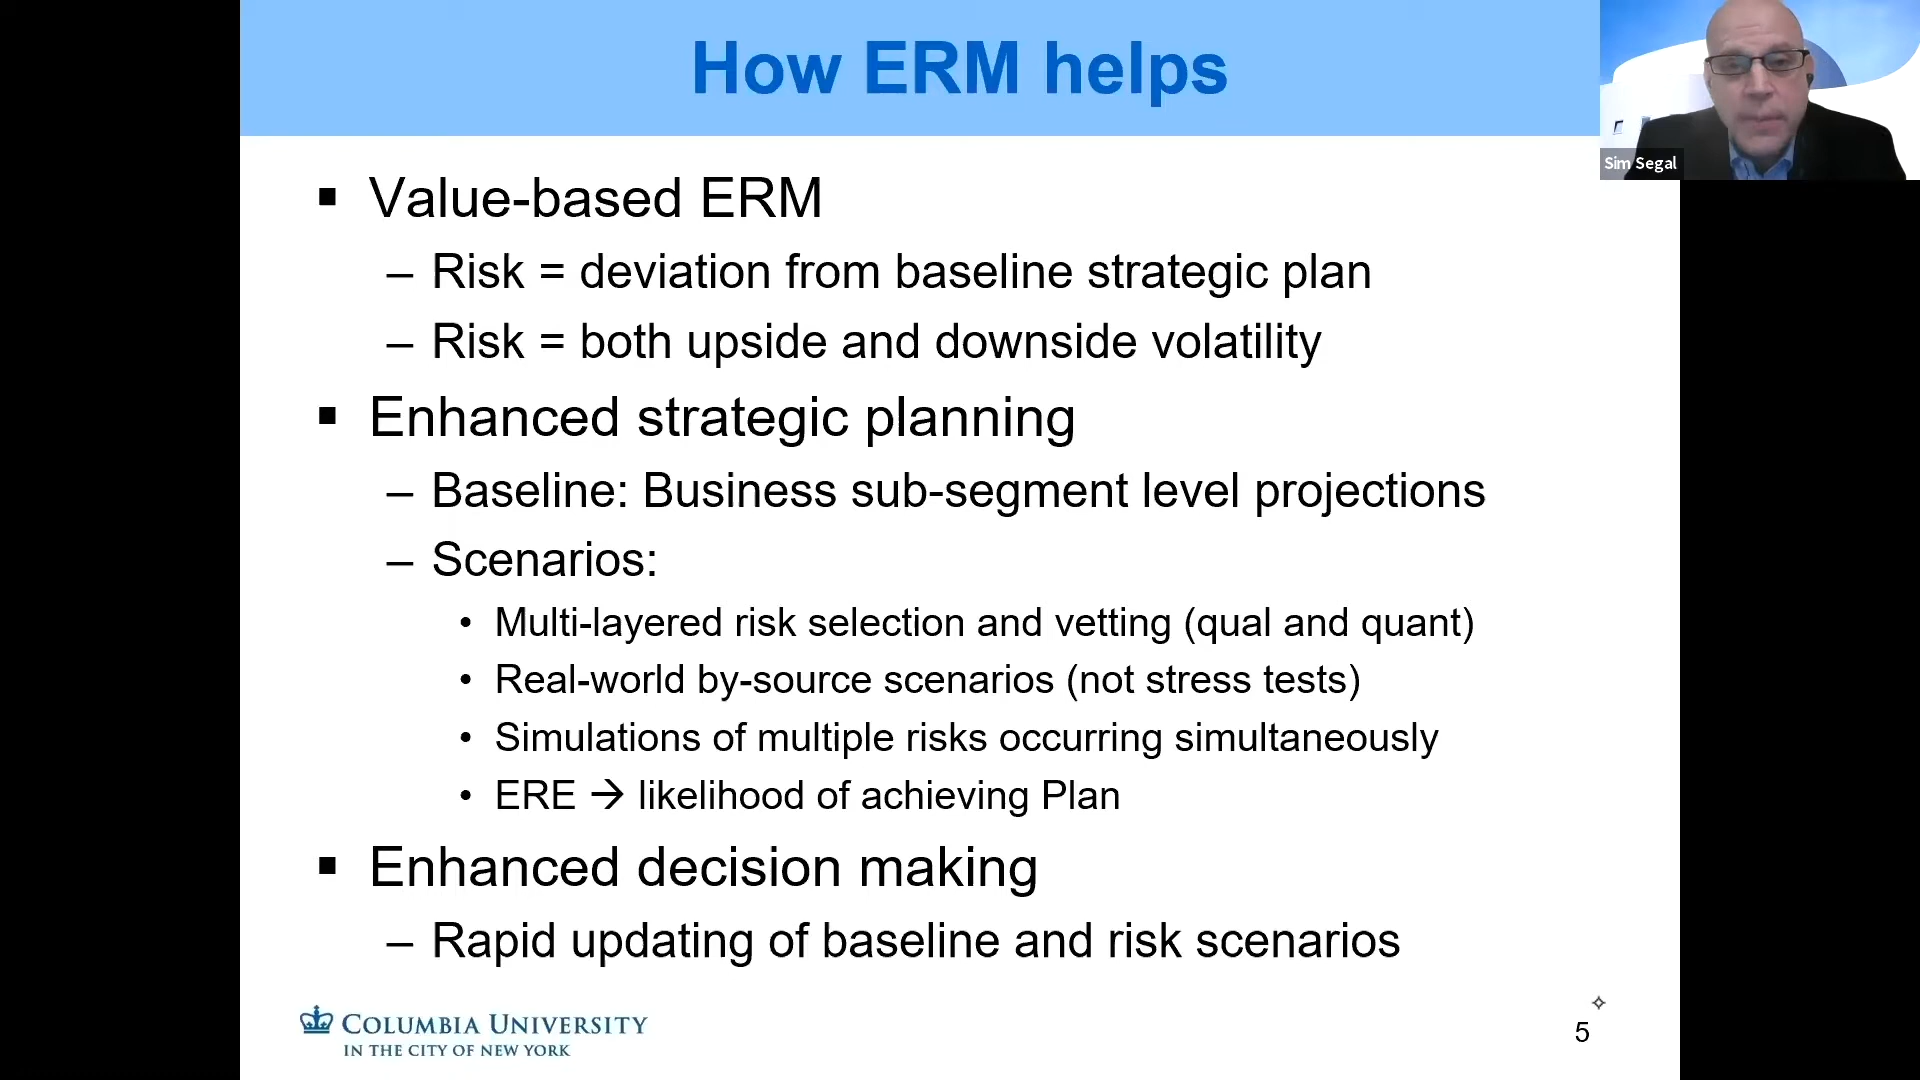 How ERM helps
Sim Segal
▪ Value-based ERM
– Risk = deviation from baseline strategic plan
– Risk = both upside and downside volatility
▪ Enhanced strategic planning
– Baseline: Business sub-segment level projections
– Scenarios:
• Multi-layered risk selection and vetting (qual and quant)
• Real-world by-source scenarios (not stress tests)
• Simulations of multiple risks occurring simultaneously
• ERE → likelihood of achieving Plan
▪ Enhanced decision making
– Rapid updating of baseline and risk scenarios
COLUMBIA UNIVERSITY
IN THE CITY OF NEW YORK
5